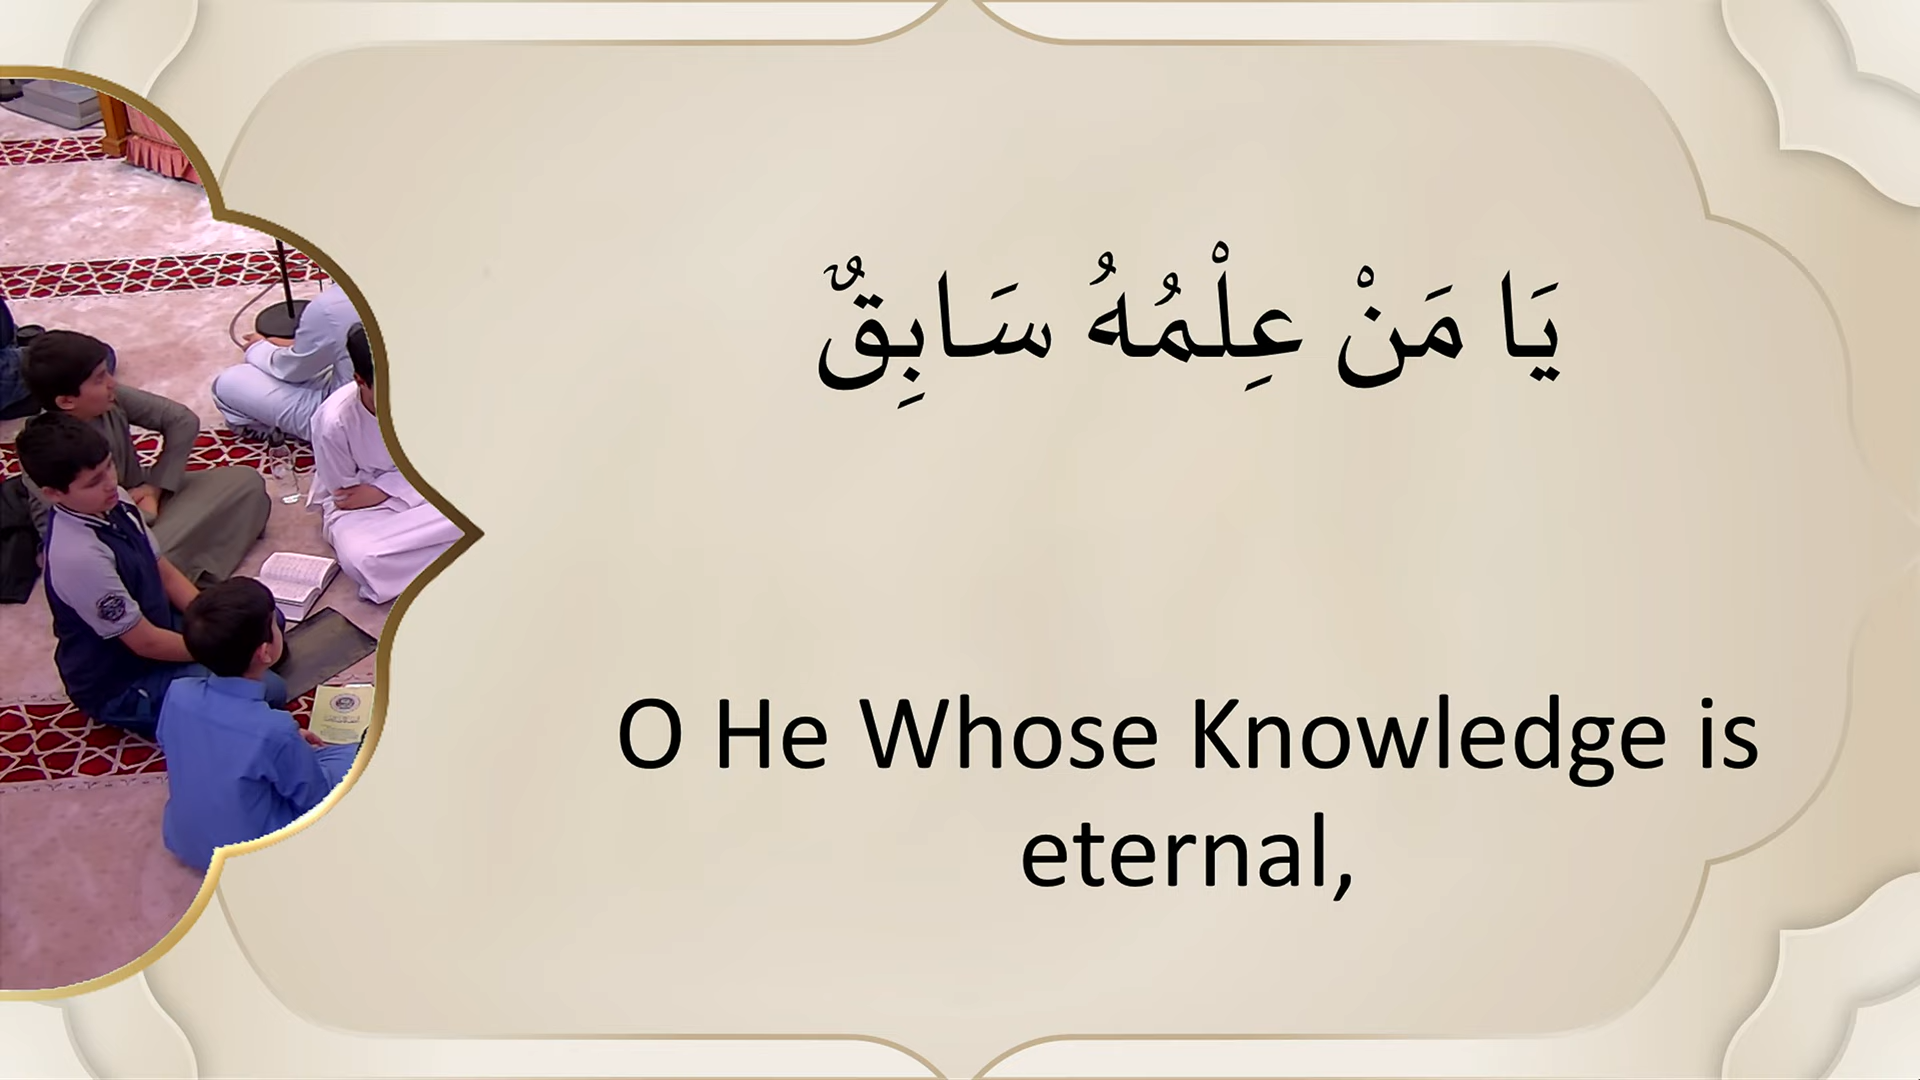 يَا مَنْ عِلْمُهُ سَابِقٌ
O He Whose Knowledge is
eternal,